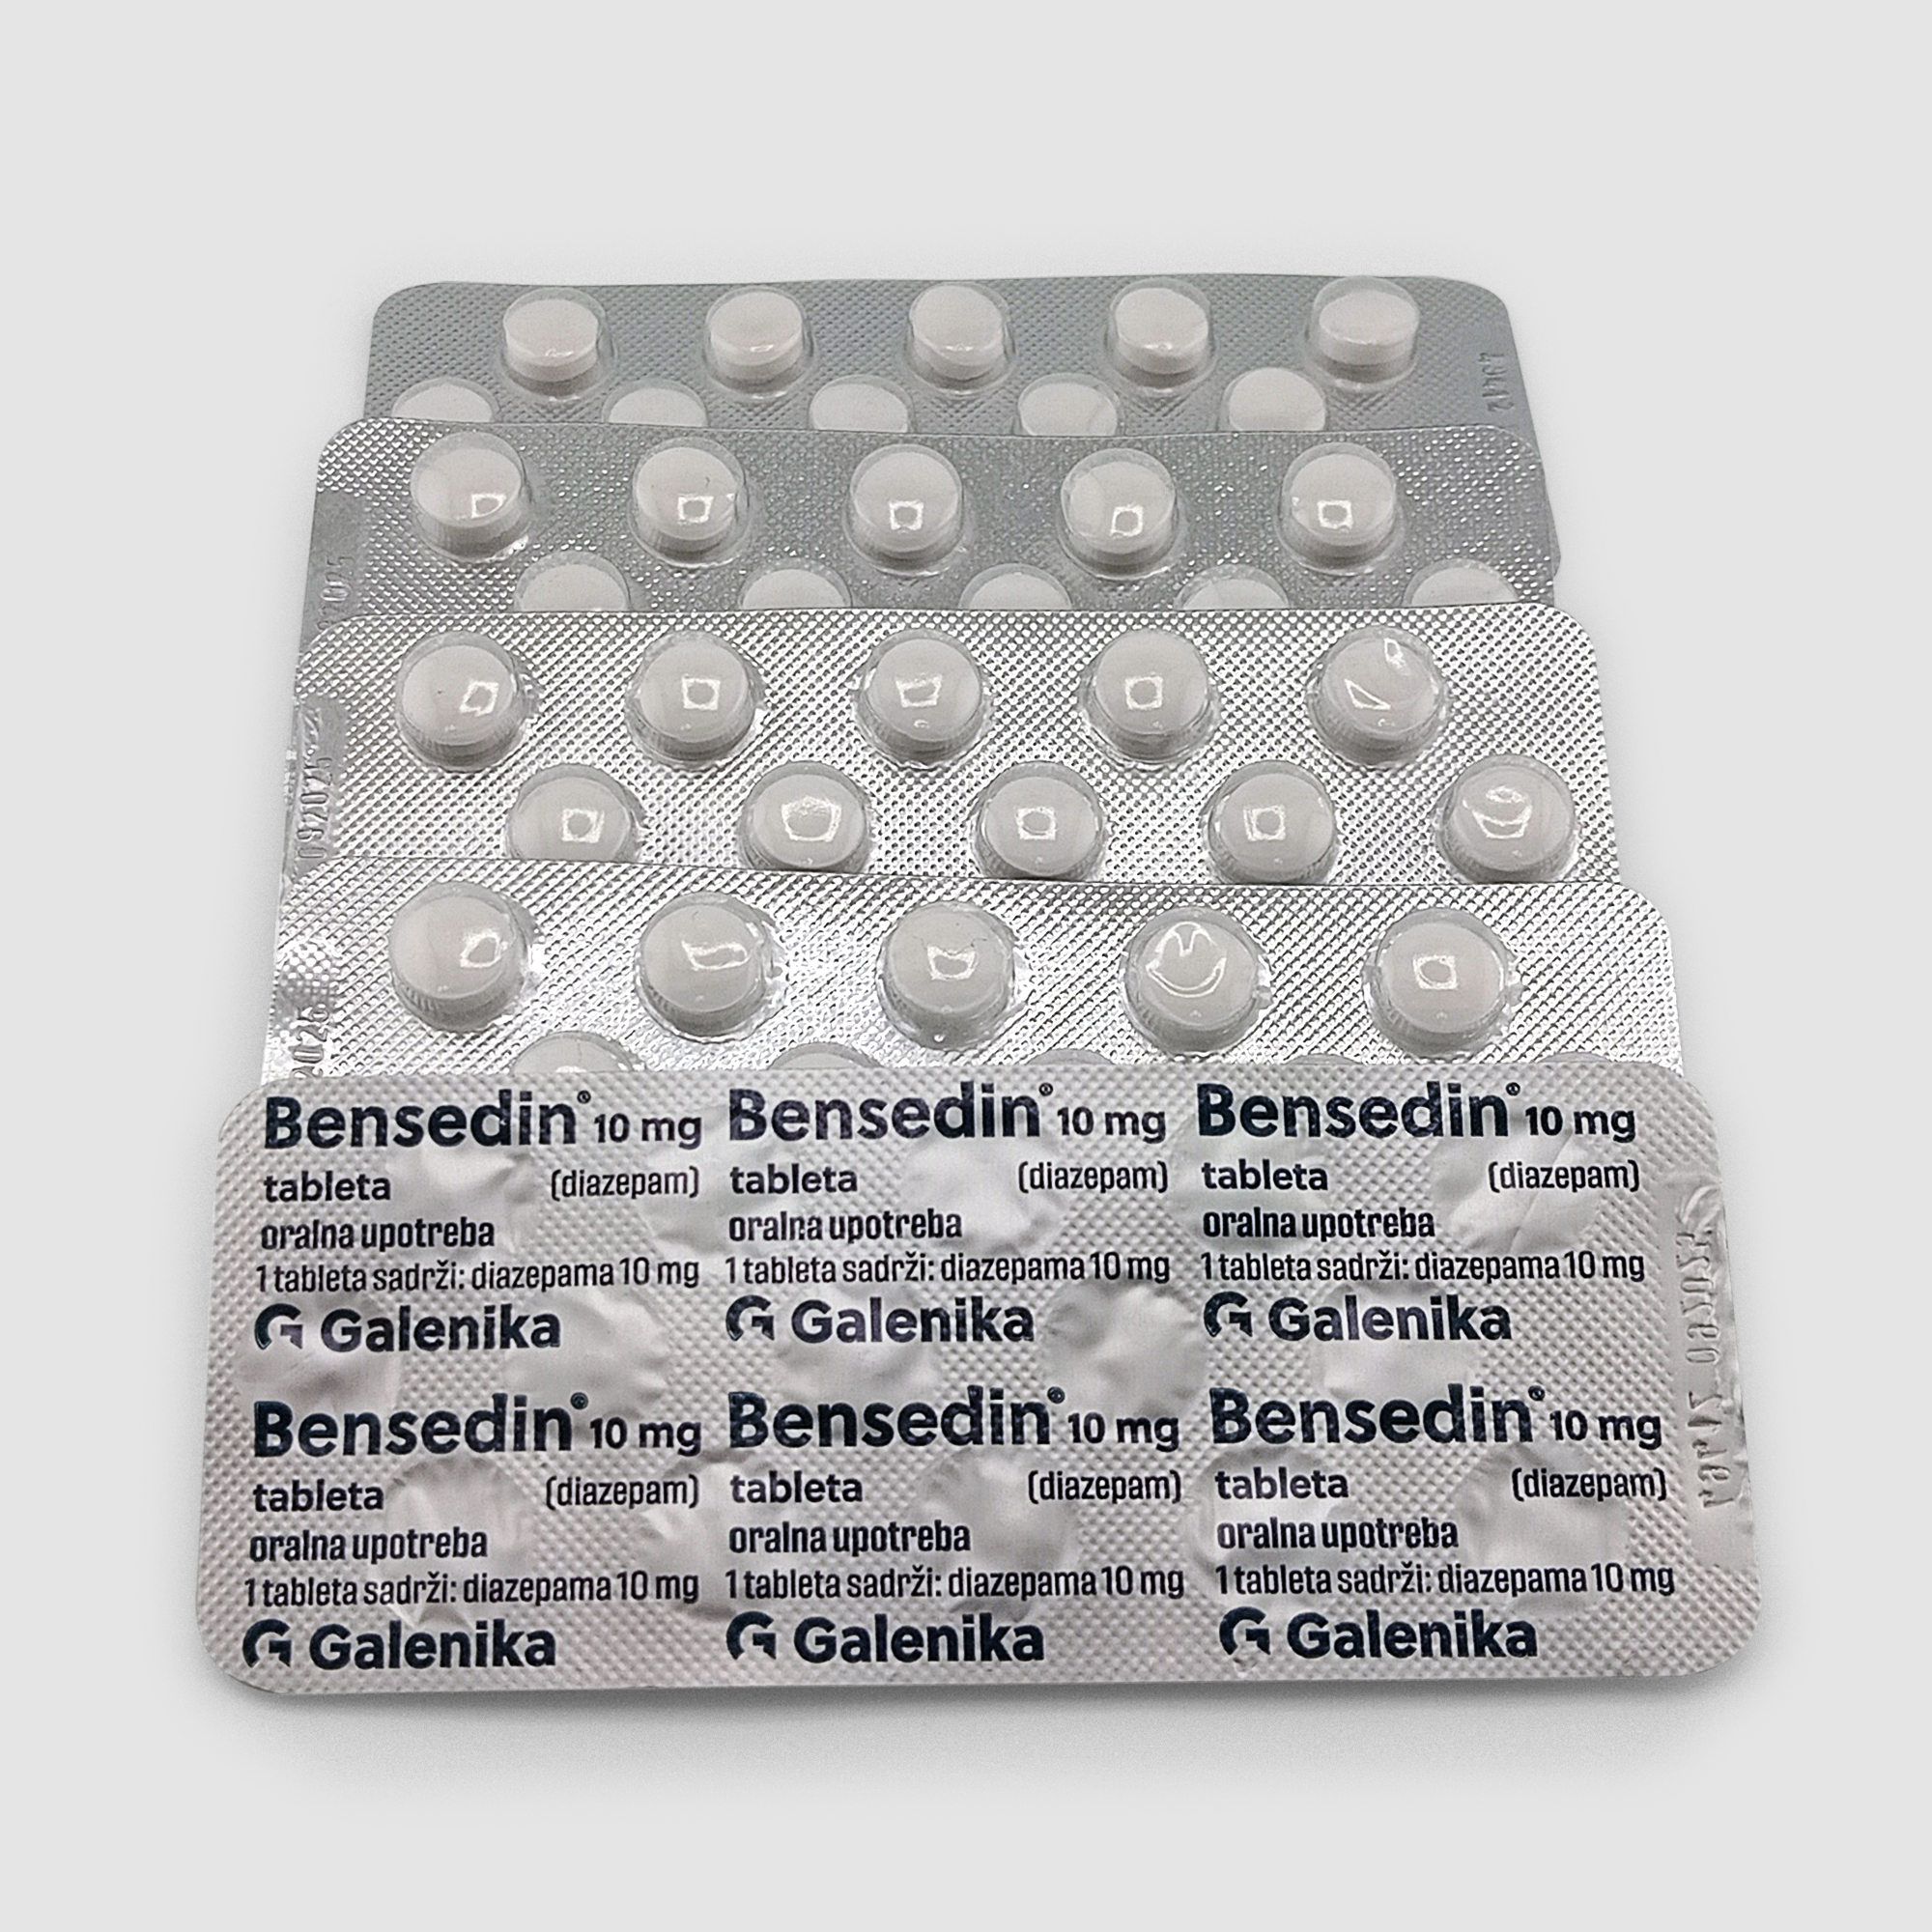 092025
2025
Bensedin® 10 mg Bensedin® 10 mg Bensedin® 10 mg
tableta (diazepam) tableta (diazepam) tableta (diazepam)
oralna upotreba oralna upotreba oralna upotreba
1 tableta sadrži: diazepama 10 mg 1 tableta sadrži: diazepama 10 mg 1 tableta sadrži: diazepama 10 mg
Galenika Galenika Galenika
Bensedin® 10 mg Bensedin® 10 mg Bensedin® 10 mg
tableta (diazepam) tableta (diazepam) tableta (diazepam)
oralna upotreba oralna upotreba oralna upotreba
1 tableta sadrži: diazepama 10 mg 1 tableta sadrži: diazepama 10 mg 1 tableta sadrži: diazepama 10 mg
Galenika Galenika Galenika